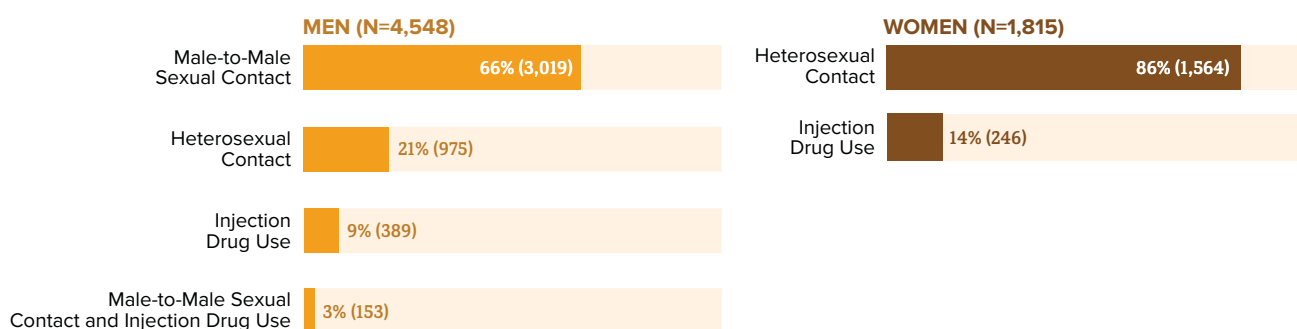 MEN (N=4,548)
Male-to-Male
Sexual Contact
66% (3,019)
Heterosexual
Contact
21% (975)
Injection
Drug Use
9% (389)
Male-to-Male Sexual
Contact and Injection Drug Use
3% (153)
WOMEN (N=1,815)
Heterosexual
Contact
86% (1,564)
Injection
Drug Use
14% (246)